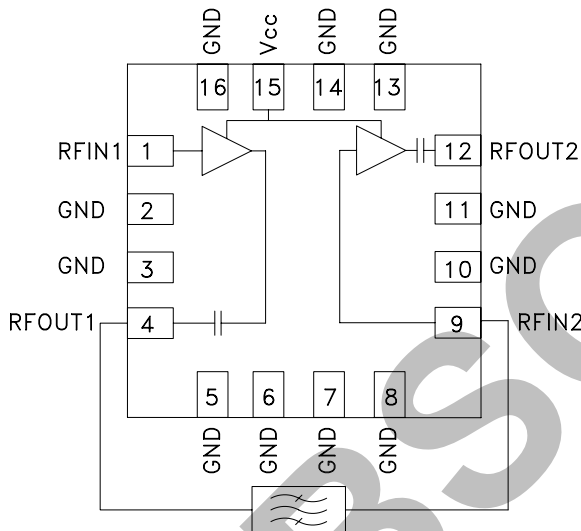 GND Vcc GND GND
16 15 14 13
RFIN1 1 12 RFOUT2
GND 2 11 GND
GND 3 10 GND
RFOUT1 4 9 RFIN2
5 6 7 8
GND GND GND GND
BSO